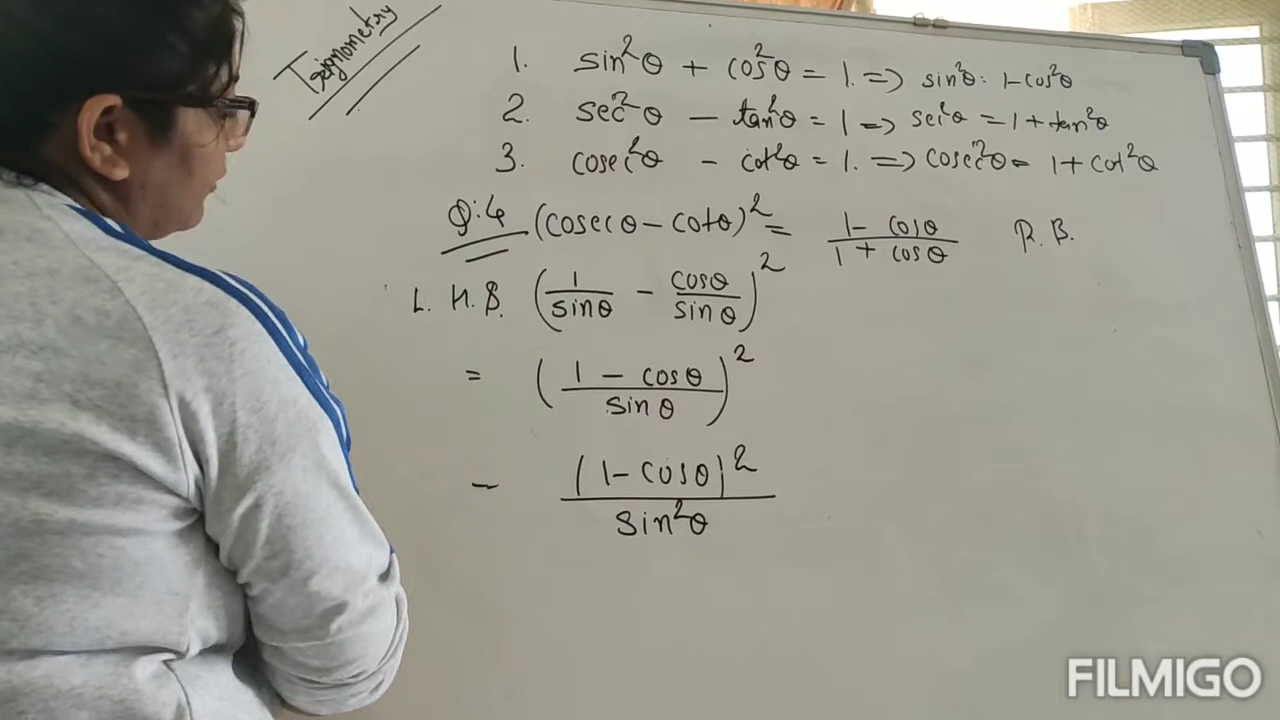 Trignometry
1. sin²θ + cos²θ = 1. => sin²θ = 1-cos²θ
2. sec²θ - tan²θ = 1 => sec²θ = 1 + tan²θ
3. cosec²θ - cot²θ = 1. => cosec²θ = 1 + cot²θ
Q.4 (cosecθ - cotθ)² = (1 - cosθ)/(1 + cosθ)
L.H.S. (1/sinθ - cosθ/sinθ)²
= ((1 - cosθ)/sinθ)²
- (1 - cosθ)²/sin²θ
FILMIGO